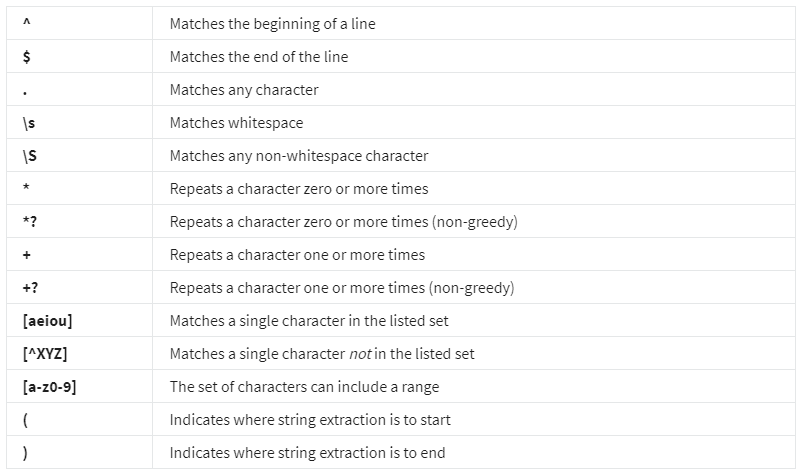 ^ Matches the beginning of a line
$ Matches the end of the line
. Matches any character
\s Matches whitespace
\S Matches any non-whitespace character
* Repeats a character zero or more times
*? Repeats a character zero or more times (non-greedy)
+ Repeats a character one or more times
+? Repeats a character one or more times (non-greedy)
[aeiou] Matches a single character in the listed set
[^XYZ] Matches a single character not in the listed set
[a-z0-9] The set of characters can include a range
( Indicates where string extraction is to start
) Indicates where string extraction is to end